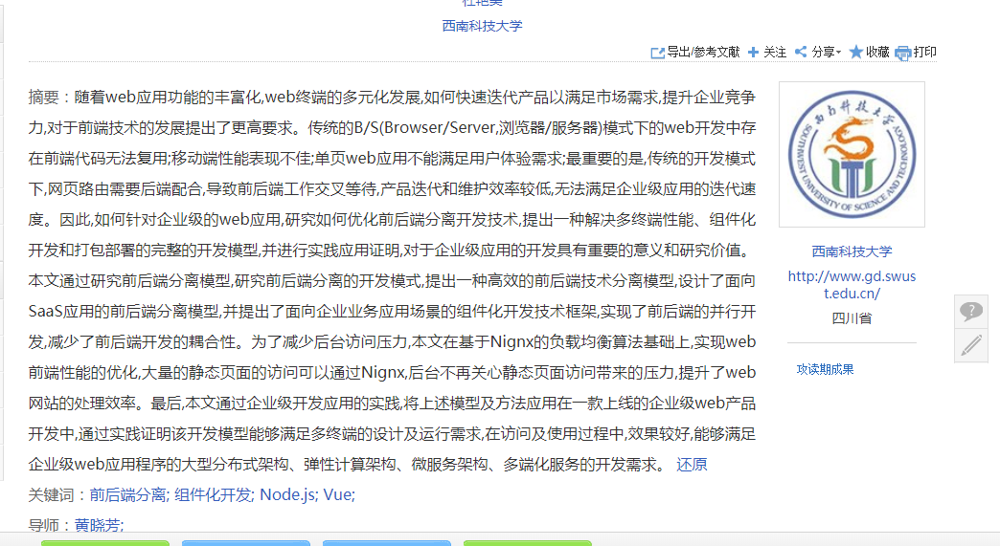 杜艳美
西南科技大学
导出/参考文献 关注 分享 收藏 打印
摘要：随着web应用功能的丰富化,web终端的多元化发展,如何快速迭代产品以满足市场需求,提升企业竞争
力,对于前端技术的发展提出了更高要求。传统的B/S(Browser/Server,浏览器/服务器)模式下的web开发中存
在前端代码无法复用;移动端性能表现不佳;单页web应用不能满足用户体验需求;最重要的是,传统的开发模式
下,网页路由需要后端配合,导致前后端工作交叉等待,产品迭代和维护效率较低,无法满足企业级应用的迭代速
度。因此,如何针对企业级的web应用,研究如何优化前后端分离开发技术,提出一种解决多终端性能、组件化
开发和打包部署的完整的开发模型,并进行实践应用证明,对于企业级应用的开发具有重要的意义和研究价值。
本文通过研究前后端分离模型,研究前后端分离的开发模式,提出一种高效的前后端技术分离模型,设计了面向
SaaS应用的前后端分离模型,并提出了面向企业业务应用场景的组件化开发技术框架,实现了前后端的并行开
发,减少了前后端开发的耦合性。为了减少后台访问压力,本文在基于Nignx的负载均衡算法基础上,实现web
前端性能的优化,大量的静态页面的访问可以通过Nignx,后台不再关心静态页面访问带来的压力,提升了web
网站的处理效率。最后,本文通过企业级开发应用的实践,将上述模型及方法应用在一款上线的企业级web产品
开发中,通过实践证明该开发模型能够满足多终端的设计及运行需求,在访问及使用过程中,效果较好,能够满足
企业级web应用程序的大型分布式架构、弹性计算架构、微服务架构、多端化服务的开发需求。 还原
关键词：前后端分离; 组件化开发; Node.js; Vue;
导师：黄晓芳;
西南科技大学
SOUTHWEST UNIVERSITY OF SCIENCE AND TECHNOLOGY
西南科技大学
http://www.gd.swus
t.edu.cn/
四川省
攻读期成果